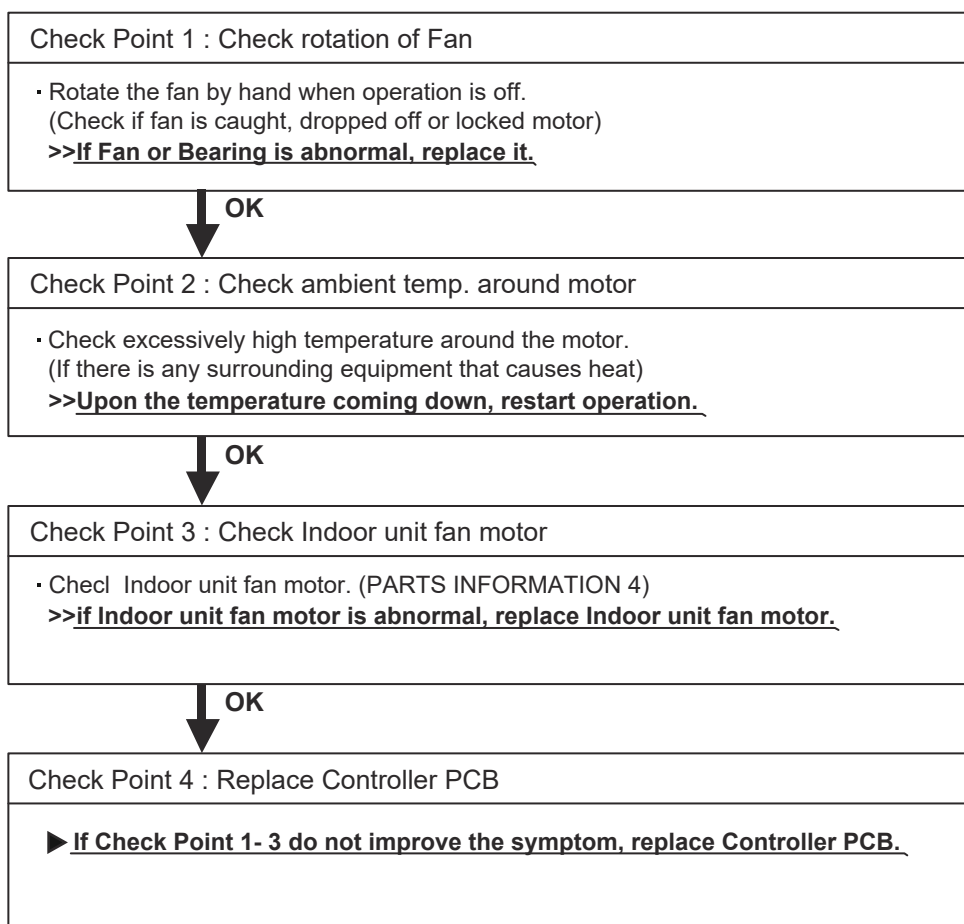 Check Point 1 : Check rotation of Fan
· Rotate the fan by hand when operation is off.
(Check if fan is caught, dropped off or locked motor)
>>If Fan or Bearing is abnormal, replace it.
OK
Check Point 2 : Check ambient temp. around motor
· Check excessively high temperature around the motor.
(If there is any surrounding equipment that causes heat)
>>Upon the temperature coming down, restart operation.
OK
Check Point 3 : Check Indoor unit fan motor
· Checl Indoor unit fan motor. (PARTS INFORMATION 4)
>>if Indoor unit fan motor is abnormal, replace Indoor unit fan motor.
OK
Check Point 4 : Replace Controller PCB
▶ If Check Point 1- 3 do not improve the symptom, replace Controller PCB.